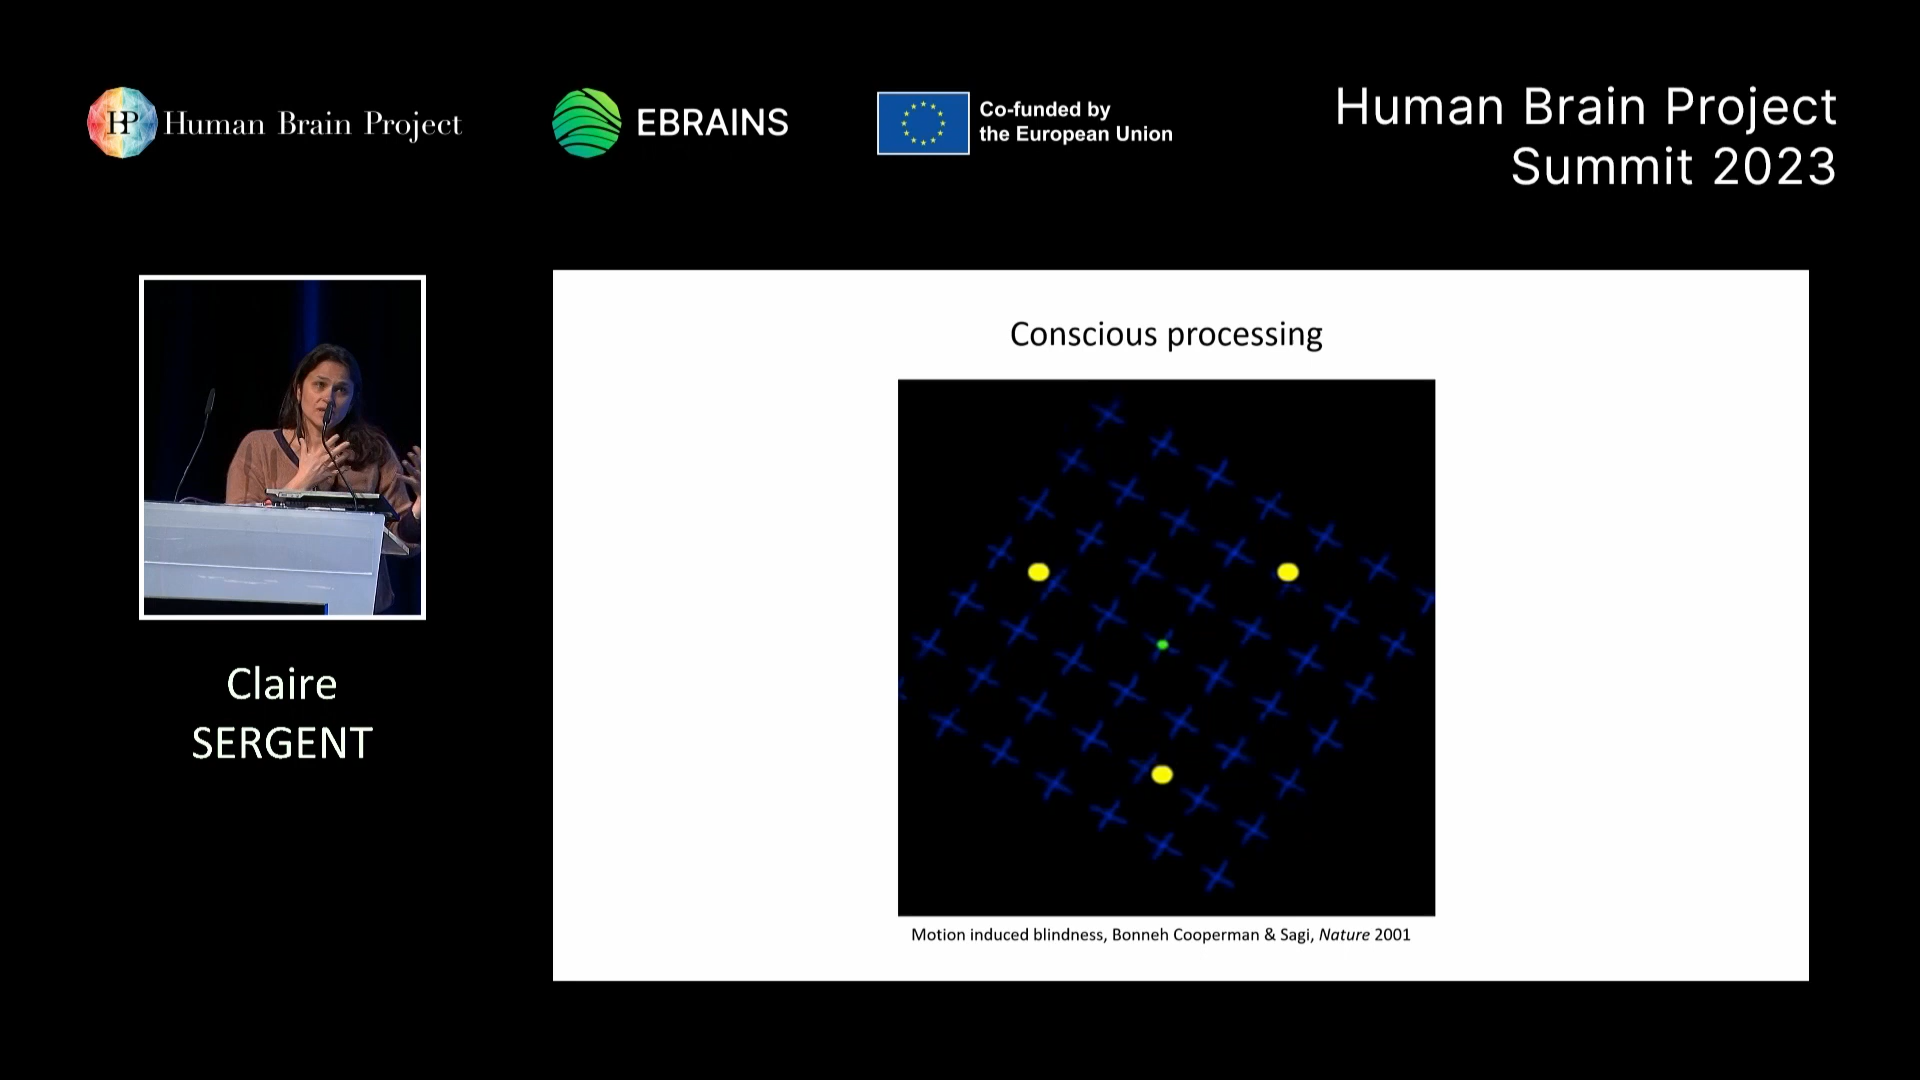 HP Human Brain Project
EBRAINS
Co-funded by
the European Union
Human Brain Project
Summit 2023
Conscious processing
Motion induced blindness, Bonneh Cooperman & Sagi, Nature 2001
Claire
SERGENT